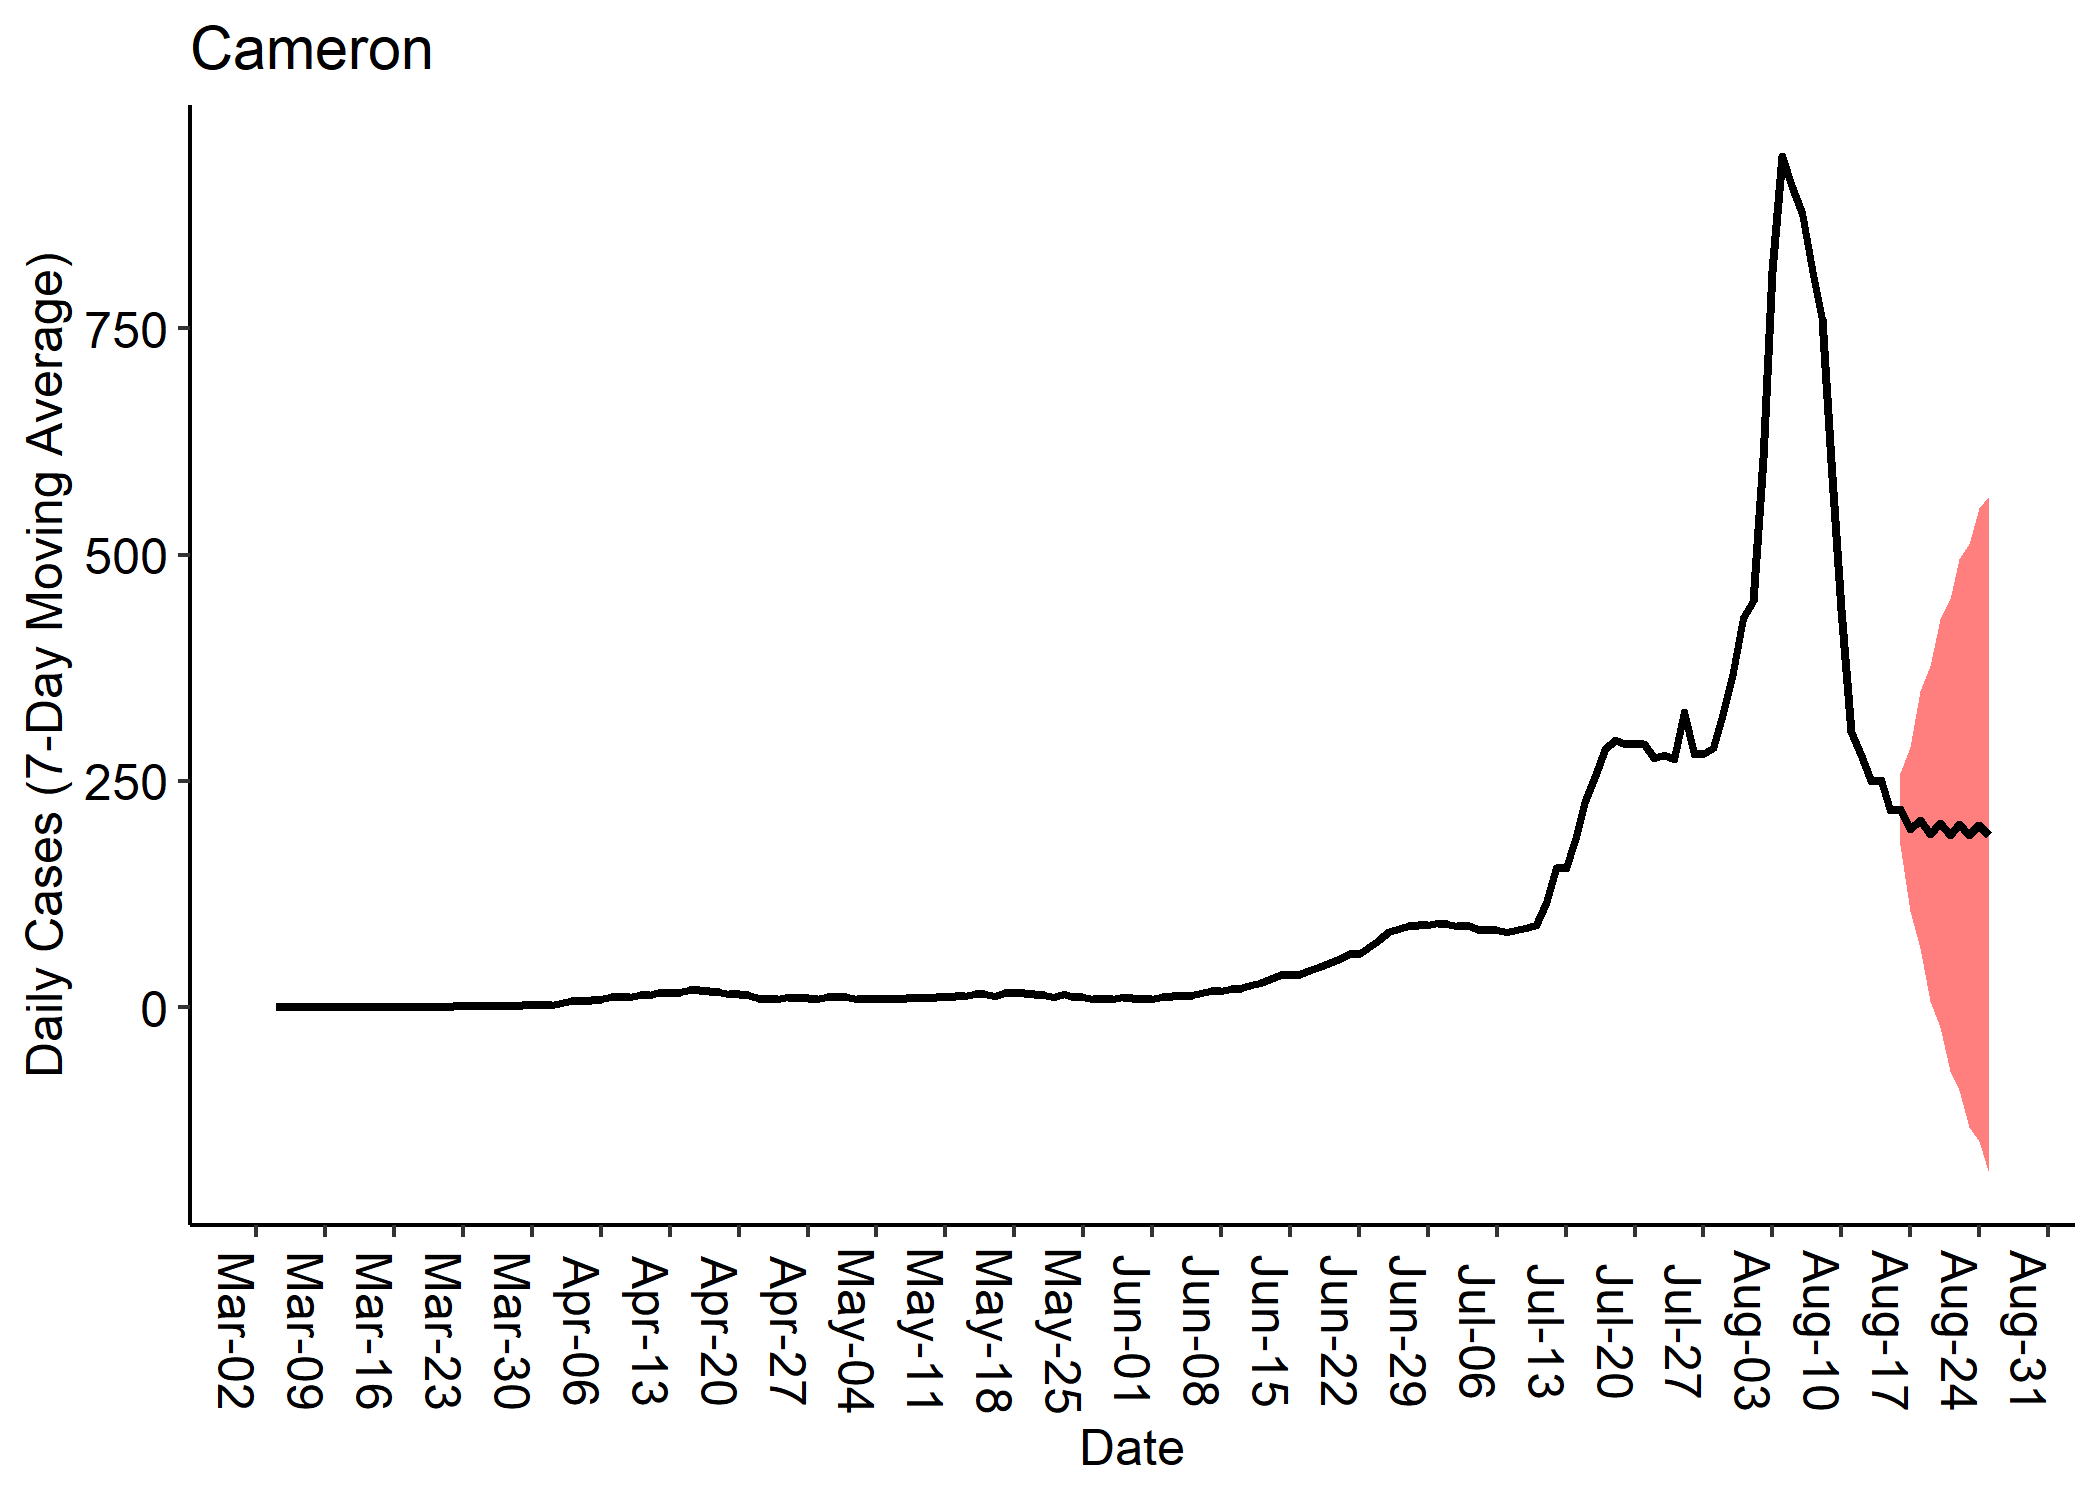 Cameron
Daily Cases (7-Day Moving Average)
750
500
250
0
Mar-02
Mar-09
Mar-16
Mar-23
Mar-30
Apr-06
Apr-13
Apr-20
Apr-27
May-04
May-11
May-18
May-25
Jun-01
Jun-08
Jun-15
Jun-22
Jun-29
Jul-06
Jul-13
Jul-20
Jul-27
Aug-03
Aug-10
Aug-17
Aug-24
Aug-31
Date